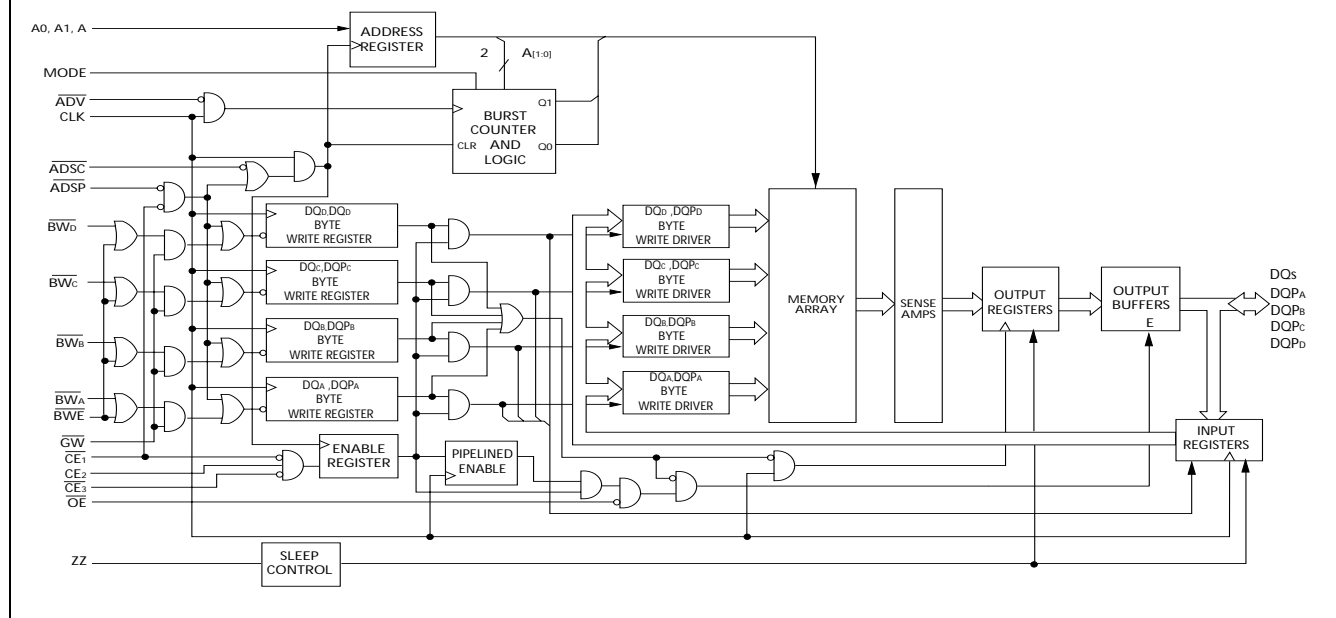 A0, A1, A
ADDRESS
REGISTER
2 A[1:0]
MODE
ADV
CLK
BURST
COUNTER
AND
LOGIC
CLR
Q1
Q0
ADSC
ADSP
BWD
BWC
BWB
BWA
BWE
GW
CE1
CE2
CE3
OE
ZZ
DQD,DQD
BYTE
WRITE REGISTER
DQC,DQPC
BYTE
WRITE REGISTER
DQB,DQPB
BYTE
WRITE REGISTER
DQA ,DQPA
BYTE
WRITE REGISTER
ENABLE
REGISTER
PIPELINED
ENABLE
SLEEP
CONTROL
DQD ,DQPD
BYTE
WRITE DRIVER
DQC ,DQPC
BYTE
WRITE DRIVER
DQB,DQPB
BYTE
WRITE DRIVER
DQA,DQPA
BYTE
WRITE DRIVER
MEMORY
ARRAY
SENSE
AMPS
OUTPUT
REGISTERS
OUTPUT
BUFFERS
E
DQs
DQPA
DQPB
DQPC
DQPD
INPUT
REGISTERS